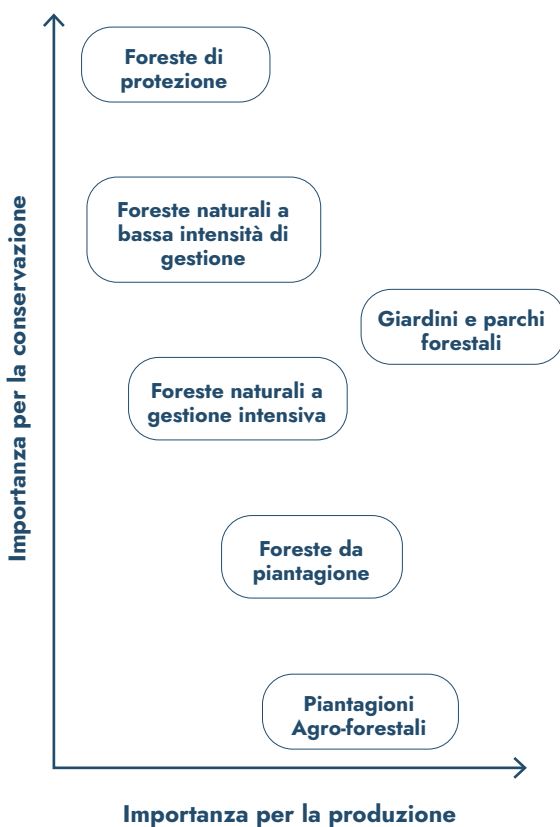 Foreste di
protezione
Foreste naturali a
bassa intensità di
gestione
Giardini e parchi
forestali
Foreste naturali a
gestione intensiva
Foreste da
piantagione
Piantagioni
Agro-forestali
Importanza per la conservazione
Importanza per la produzione